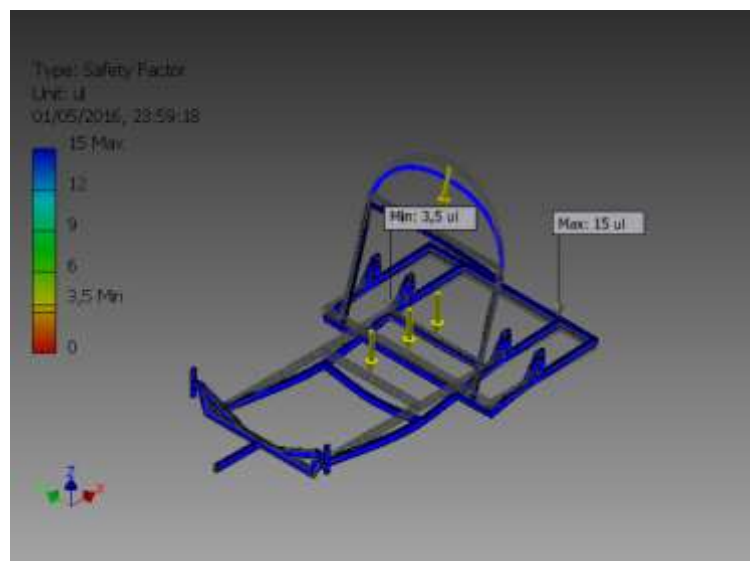 Type: Safety Factor
Unit: ul
01/05/2016, 23:59:18
15 Max
12
9
6
3,5 Min
0
Min: 3,5 ul
Max: 15 ul
Z
X